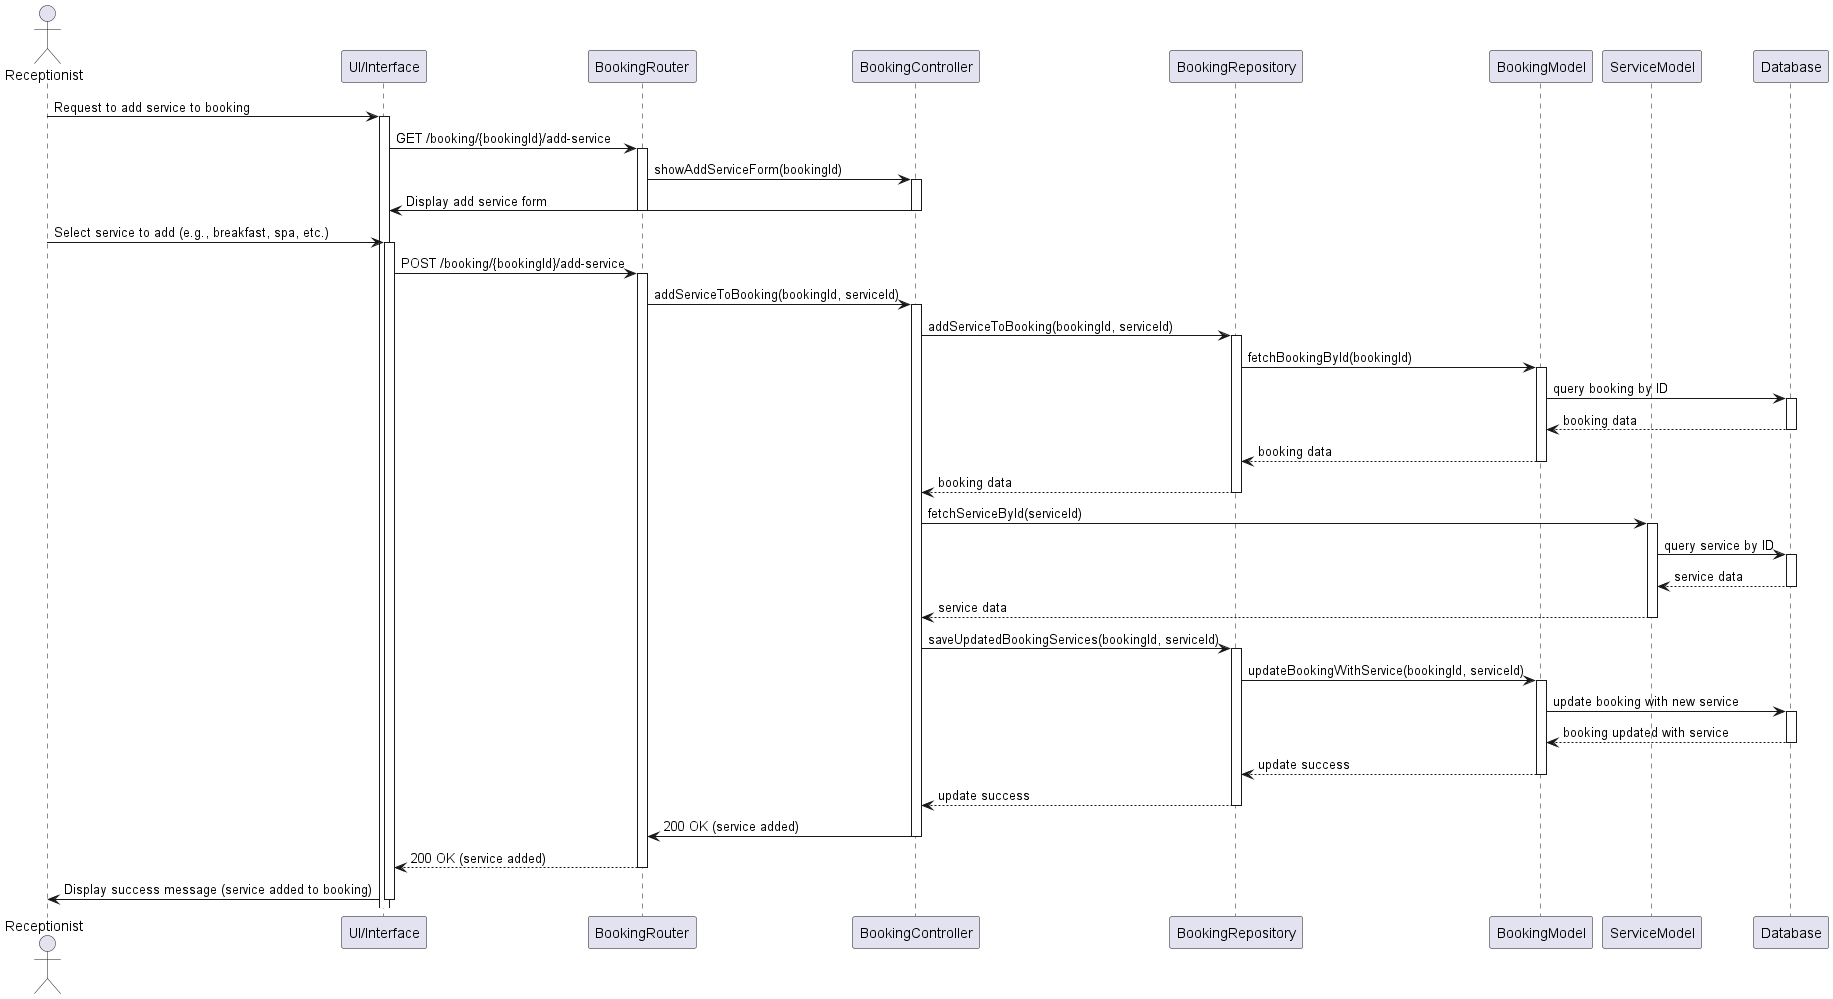 Receptionist
UI/Interface
BookingRouter
BookingController
BookingRepository
BookingModel
ServiceModel
Database
Request to add service to booking
GET /booking/{bookingId}/add-service
showAddServiceForm(bookingId)
Display add service form
Select service to add (e.g., breakfast, spa, etc.)
POST /booking/{bookingId}/add-service
addServiceToBooking(bookingId, serviceId)
addServiceToBooking(bookingId, serviceId)
fetchBookingById(bookingId)
query booking by ID
booking data
booking data
booking data
fetchServiceById(serviceId)
query service by ID
service data
service data
saveUpdatedBookingServices(bookingId, serviceId)
updateBookingWithService(bookingId, serviceId)
update booking with new service
booking updated with service
update success
update success
200 OK (service added)
200 OK (service added)
Display success message (service added to booking)
Receptionist
UI/Interface
BookingRouter
BookingController
BookingRepository
BookingModel
ServiceModel
Database